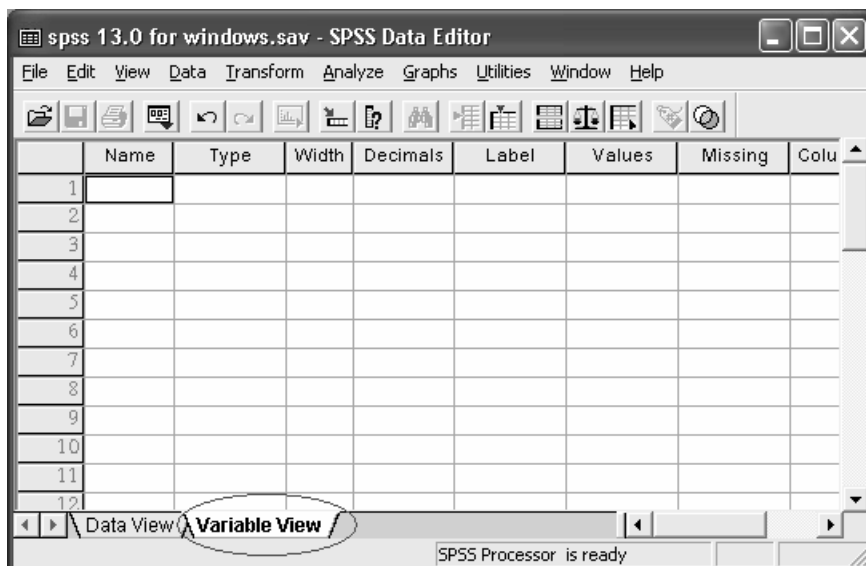 spss 13.0 for windows.sav - SPSS Data Editor
File Edit View Data Transform Analyze Graphs Utilities Window Help
Name Type Width Decimals Label Values Missing Colu
1
2
3
4
5
6
7
8
9
10
11
12
Data View Variable View
SPSS Processor is ready